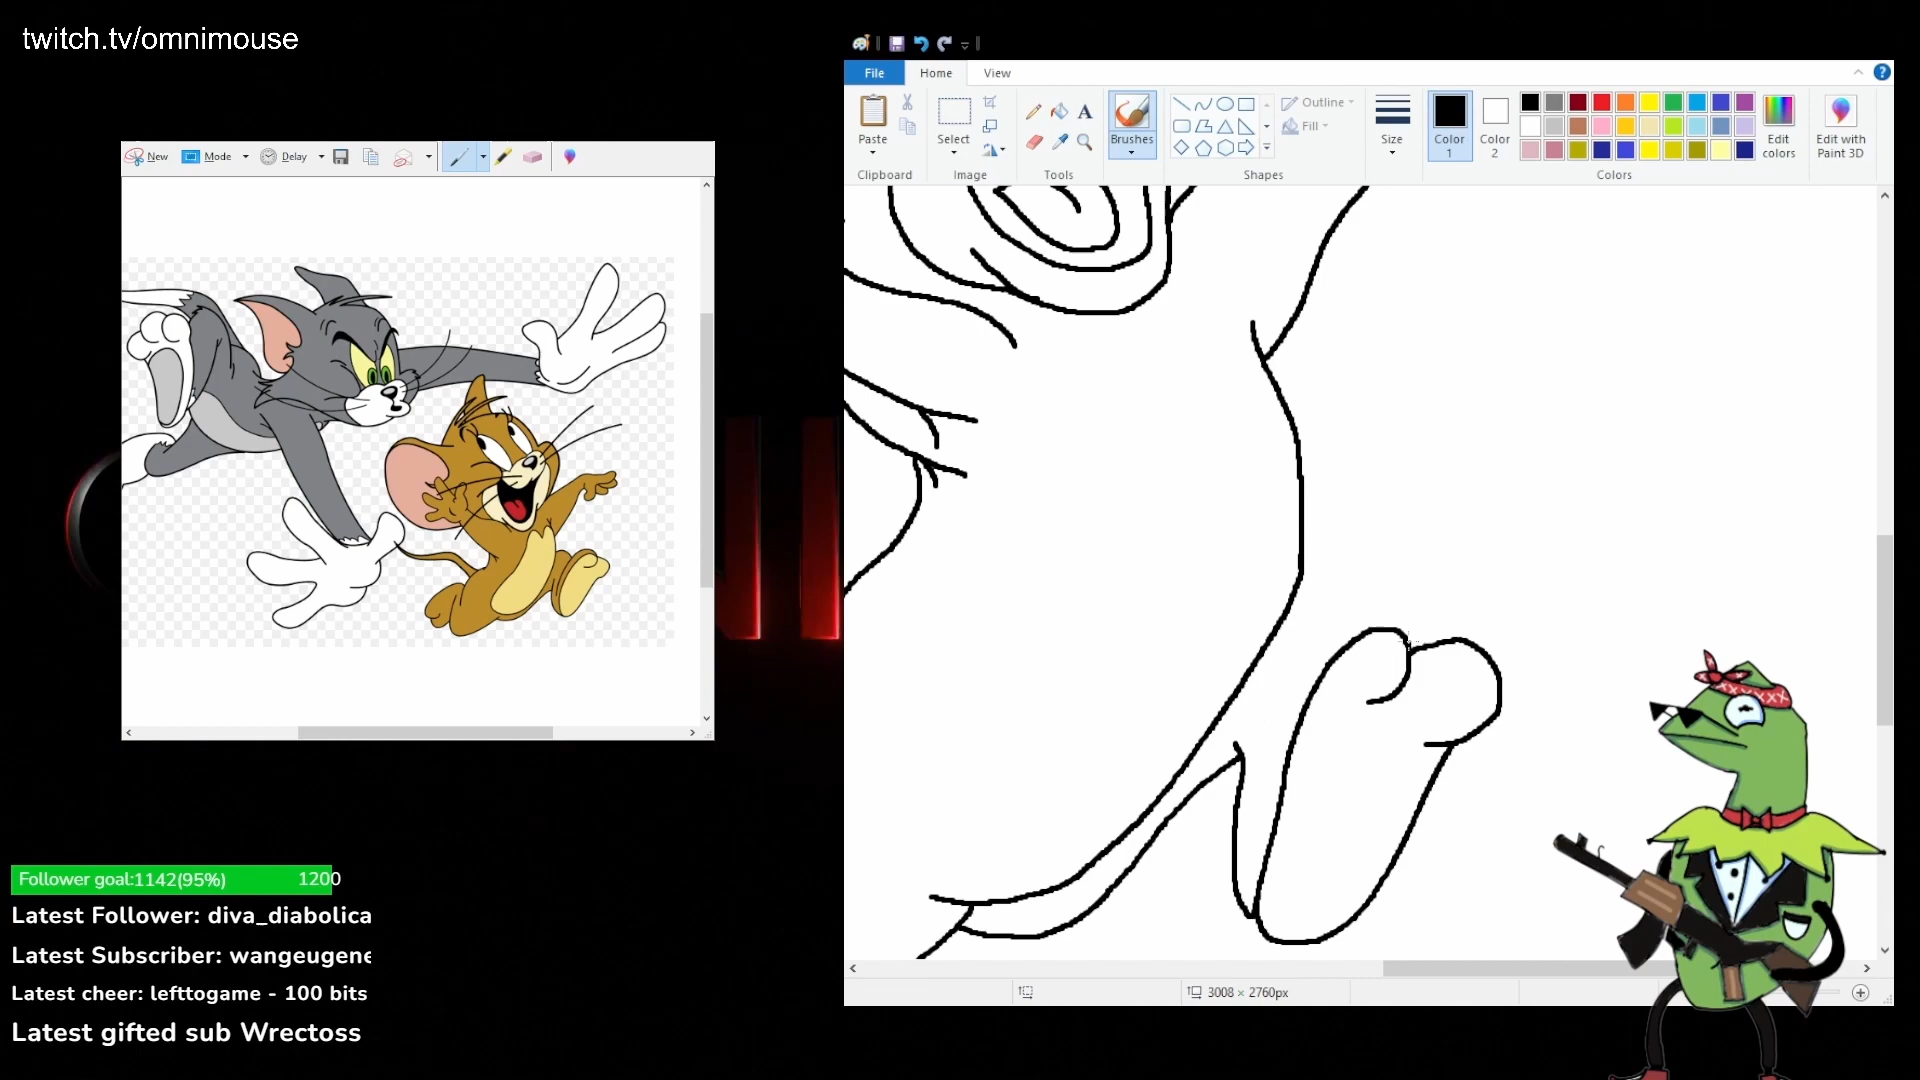 twitch.tv/omnimouse
File Home View
Paste
Select
Brushes
Size
Color 1
Color 2
Edit colors
Edit with Paint 3D
Outline
Fill
Clipboard Image Tools Shapes Colors
New Mode Delay
3008 × 2760px
Follower goal:1142(95%) 1200
Latest Follower: diva_diabolica
Latest Subscriber: wangeugene
Latest cheer: lefttogame - 100 bits
Latest gifted sub Wrectoss